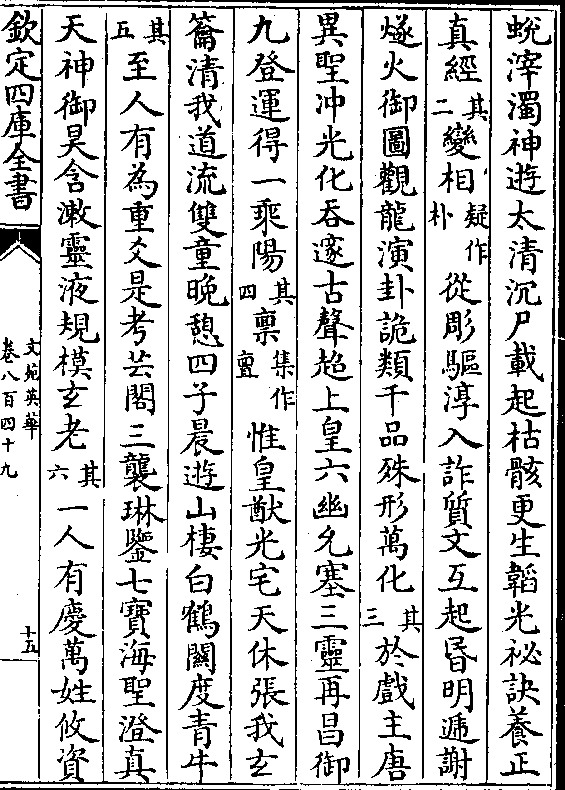 蛻滓濁神遊太清沉尸載起枯骸更生韜光祕訣養正
真經其二變相疑作朴從彫驅淳入詐質文互起昏明遞謝
燧火御圖觀龍演卦詭類千品殊形萬化其三於戲主唐
異聖冲光化吞邃古聲超上皇六幽允塞三靈再昌御
九登運得一乘陽其四稟集作亶惟皇猷光宅天休張我玄
籥清我道流雙童晚憩四子晨遊山棲白鶴關度青牛
其五至人有為重爻是考芸閣三襲琳鑒七寶海聖澄真
天神御昊含漱靈液規模玄老其六一人有慶萬姓攸資
欽定四庫全書
文苑英華
卷八百四十九
十五